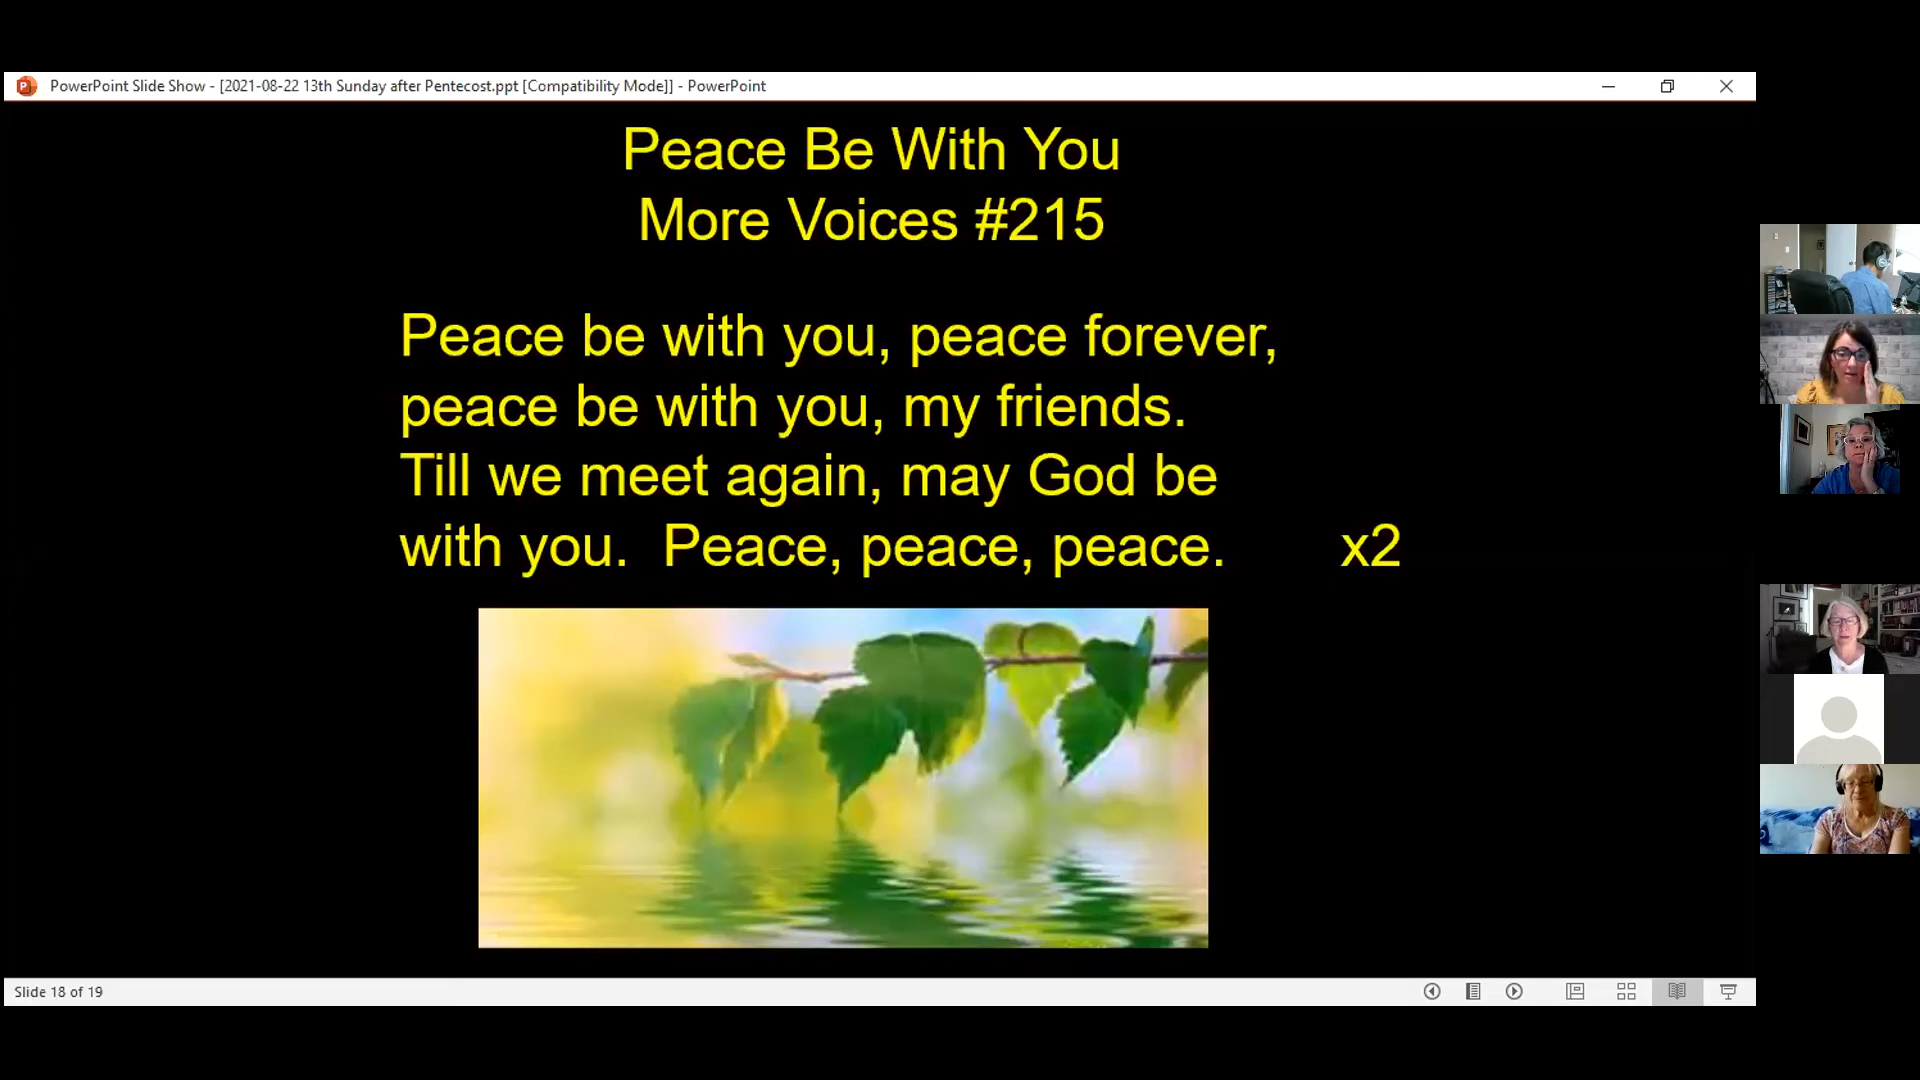 PowerPoint Slide Show - [2021-08-22 13th Sunday after Pentecost.ppt [Compatibility Mode]] - PowerPoint
Peace Be With You
More Voices #215
Peace be with you, peace forever,
peace be with you, my friends.
Till we meet again, may God be
with you.  Peace, peace, peace. x2
Slide 18 of 19